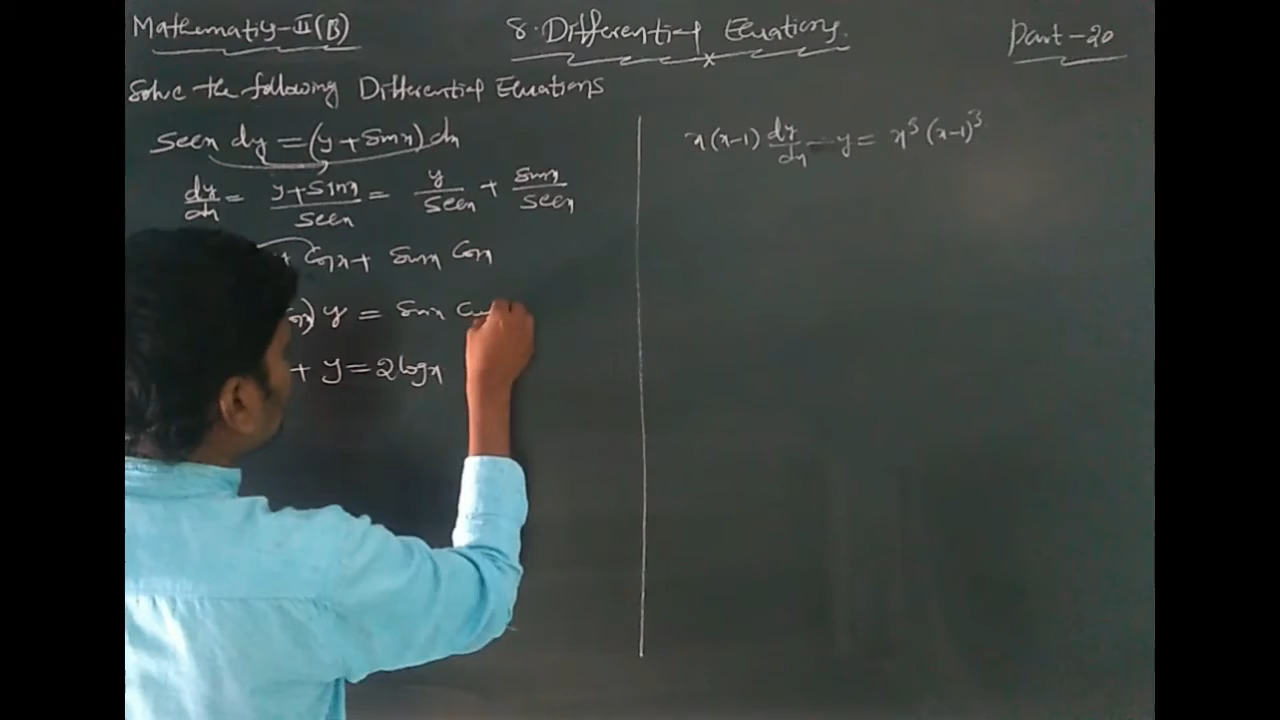 Mathematics-II(B)
8. Differential Equations.
Part-20
Solve the following Differential Equations
Secx dy = (y + Sinx) dx
dy/dx = y+Sinx/Secx = y/Secx + Sinx/Secx
Cosx + Sinx Cosx
y = Sinx
+ y = 2logx
x(x-1) dy/dx - y = x³ (x-1)³